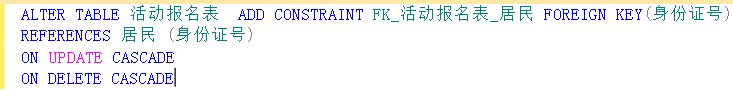 ALTER TABLE 活动报名表  ADD CONSTRAINT FK_活动报名表_居民 FOREIGN KEY(身份证号)
REFERENCES 居民 (身份证号)
ON UPDATE CASCADE
ON DELETE CASCADE